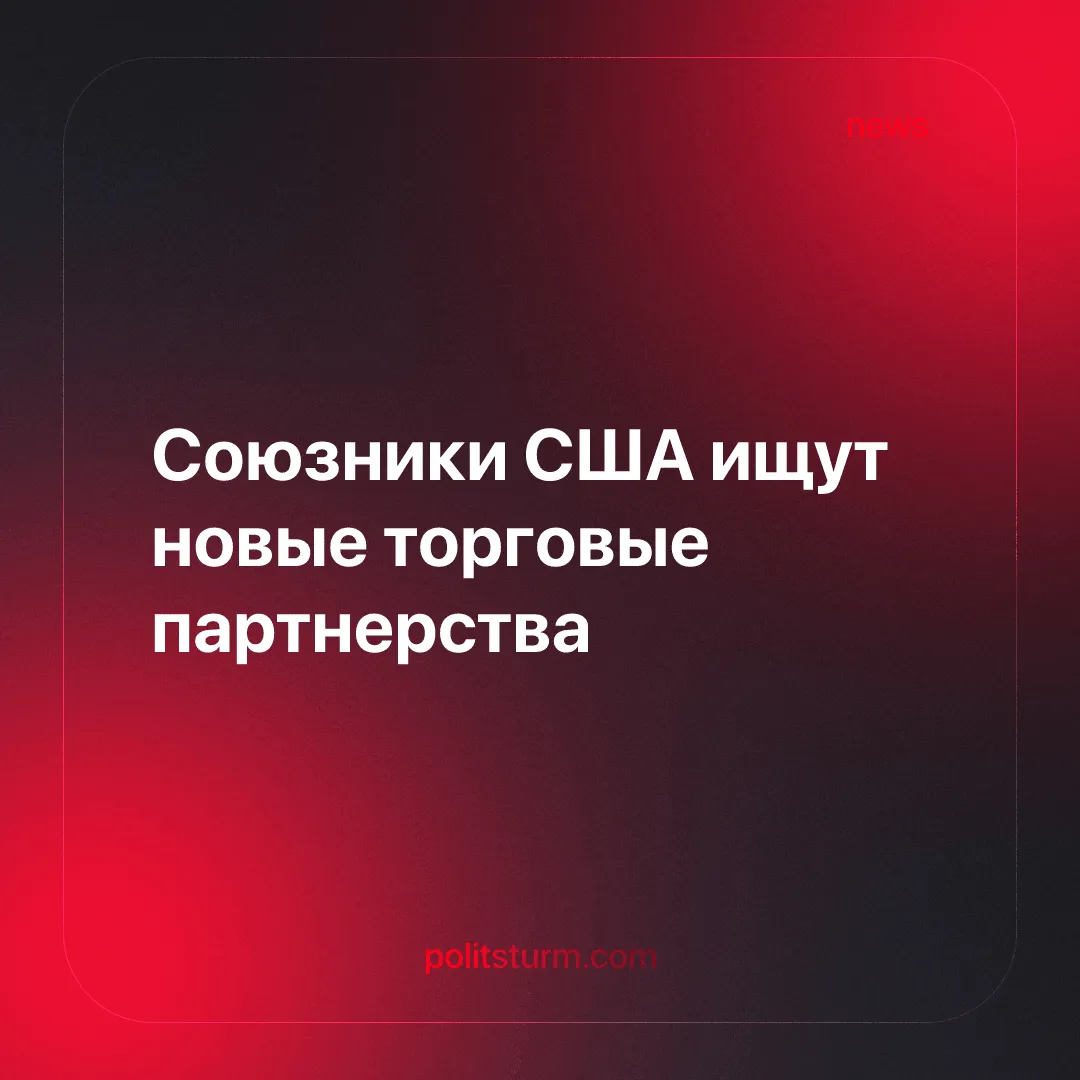 news
Союзники США ищут
новые торговые
партнерства
politsturm.com